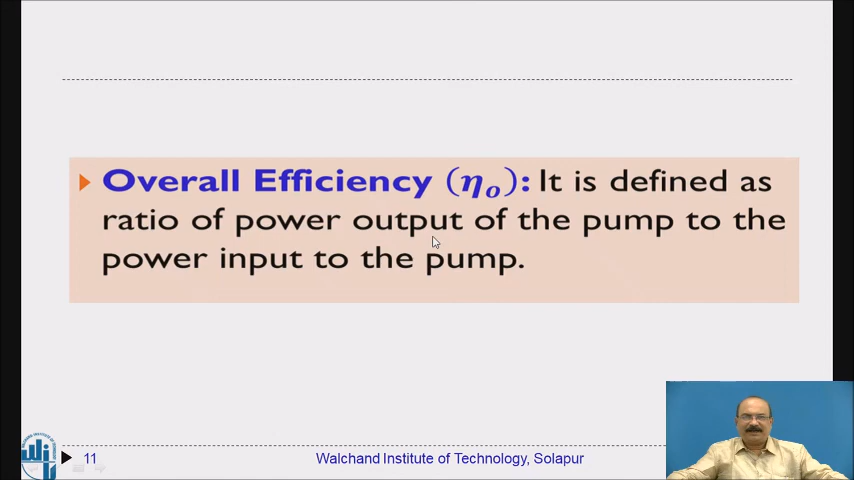 Overall Efficiency (ηₒ): It is defined as
ratio of power output of the pump to the
power input to the pump.
11
Walchand Institute of Technology, Solapur